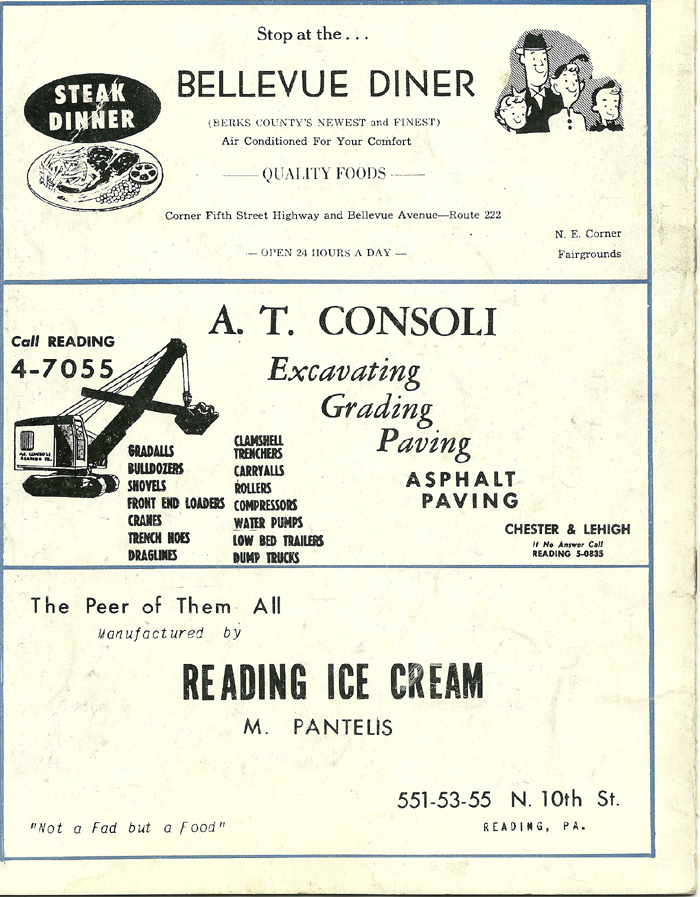 Stop at the . . .
STEAK
DINNER
BELLEVUE DINER
(BERKS COUNTY'S NEWEST and FINEST)
Air Conditioned For Your Comfort
QUALITY FOODS
Corner Fifth Street Highway and Bellevue Avenue—Route 222
N. E. Corner
Fairgrounds
— OPEN 24 HOURS A DAY —
A. T. CONSOLI
Call READING
4-7055
Excavating
Grading
Paving
A.T. CONSOLI
READING PA.
GRADALLS
BULLDOZERS
SHOVELS
FRONT END LOADERS
CRANES
TRENCH HOES
DRAGLINES
CLAMSHELL
TRENCHERS
CARRYALLS
ROLLERS
COMPRESSORS
WATER PUMPS
LOW BED TRAILERS
DUMP TRUCKS
ASPHALT
PAVING
CHESTER & LEHIGH
If No Answer Call
READING 5-0835
The Peer of Them All
Manufactured by
READING ICE CREAM
M. PANTELIS
551-53-55 N. 10th St.
READING, PA.
"Not a Fad but a Food"